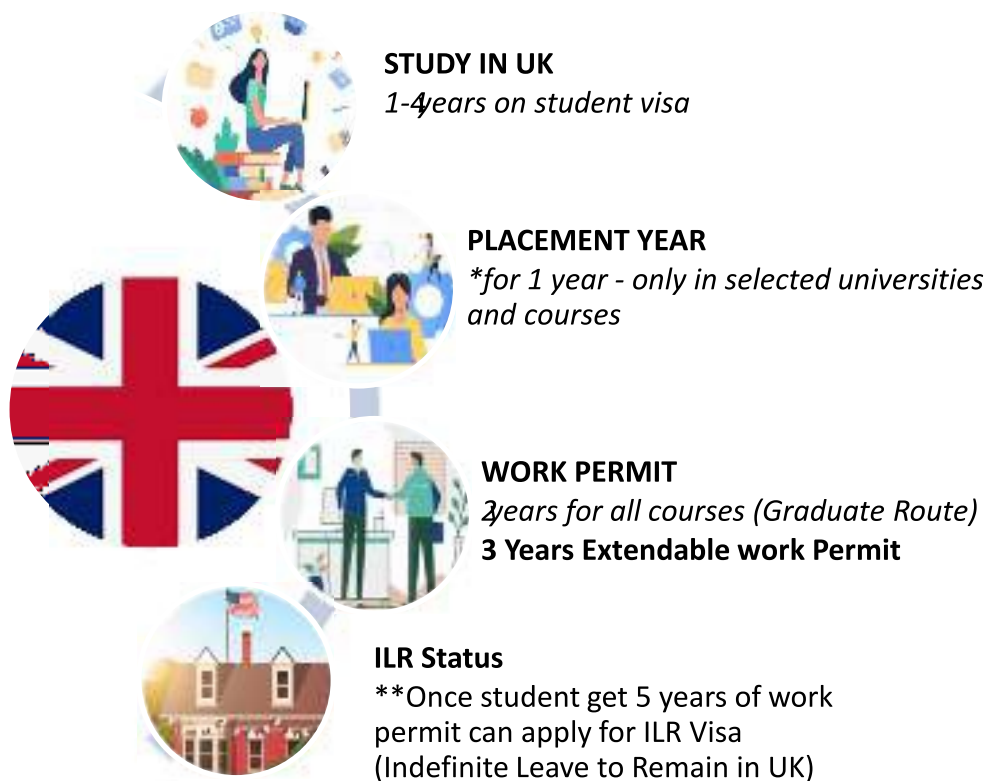 STUDY IN UK
1-4years on student visa
PLACEMENT YEAR
*for 1 year - only in selected universities
and courses
WORK PERMIT
2years for all courses (Graduate Route)
3 Years Extendable work Permit
ILR Status
**Once student get 5 years of work
permit can apply for ILR Visa
(Indefinite Leave to Remain in UK)